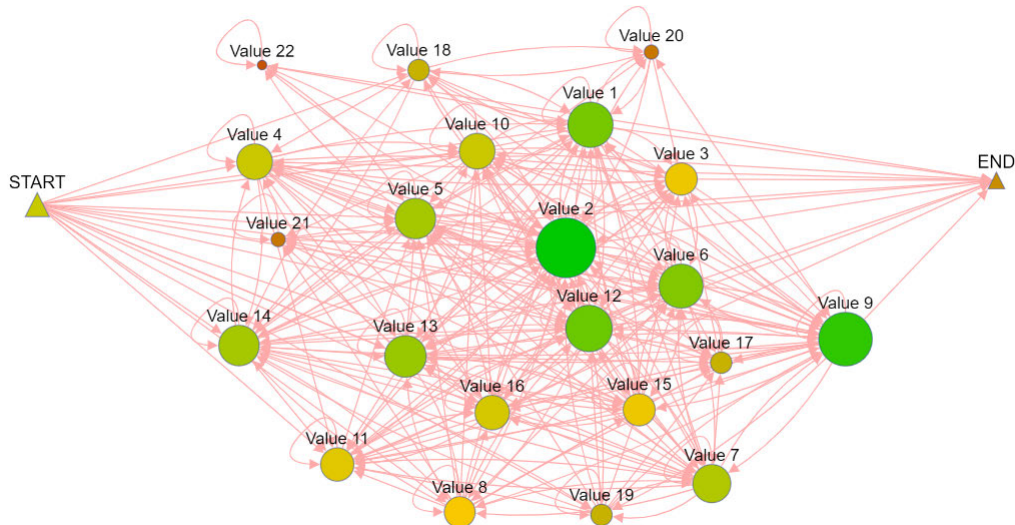 Value 20
Value 22
Value 18
Value 1
Value 10
Value 4
Value 3
END
START
Value 5
Value 2
Value 21
Value 6
Value 9
Value 12
Value 14
Value 13
Value 17
Value 16
Value 15
Value 11
Value 7
Value 8
Value 19